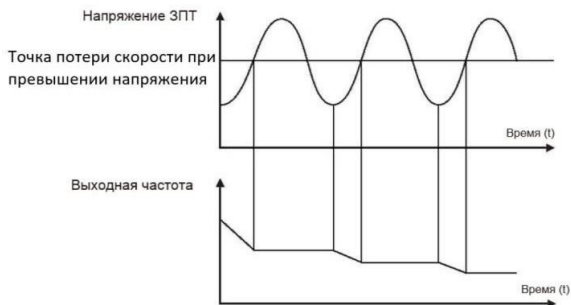 Напряжение ЗПТ
Точка потери скорости при
превышении напряжения
Время (t)
Выходная частота
Время (t)